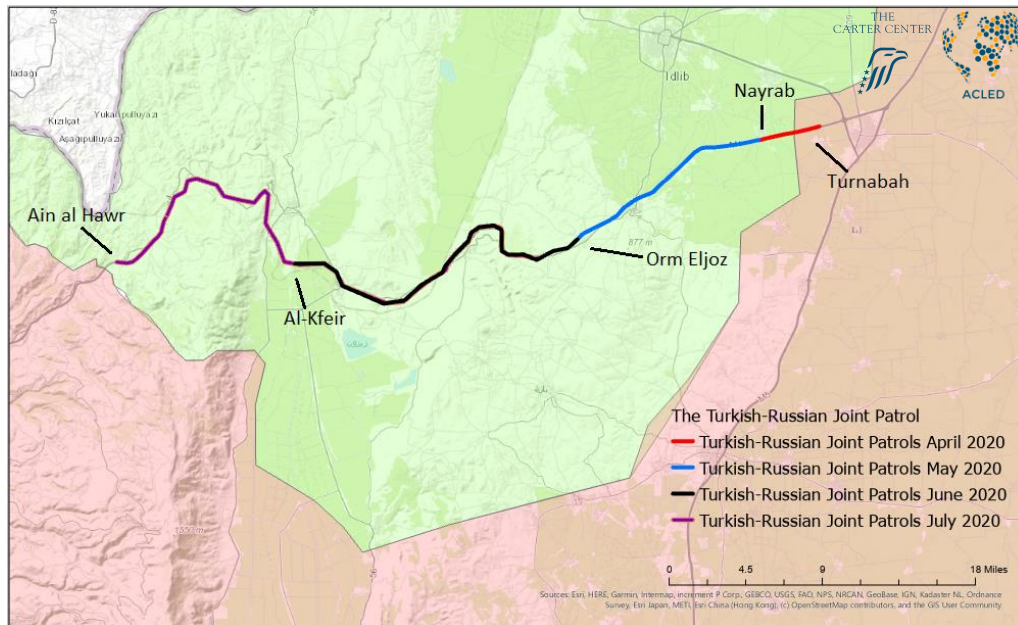 THE
CARTER CENTER
ACLED
Idlib
Nayrab
Turnabah
Kızılçat
Yukarıpulluyazı
Aşağıpulluyazı
Ain al Hawr
877 m
Orm Eljoz
Al-Kfeir
The Turkish-Russian Joint Patrol
Turkish-Russian Joint Patrols April 2020
Turkish-Russian Joint Patrols May 2020
Turkish-Russian Joint Patrols June 2020
Turkish-Russian Joint Patrols July 2020
1550 m
56
0 4.5 9 18 Miles
Sources: Esri, HERE, Garmin, Intermap, increment P Corp., GEBCO, USGS, FAO, NPS, NRCAN, GeoBase, IGN, Kadaster NL, Ordnance
Survey, Esri Japan, METI, Esri China (Hong Kong), (c) OpenStreetMap contributors, and the GIS User Community